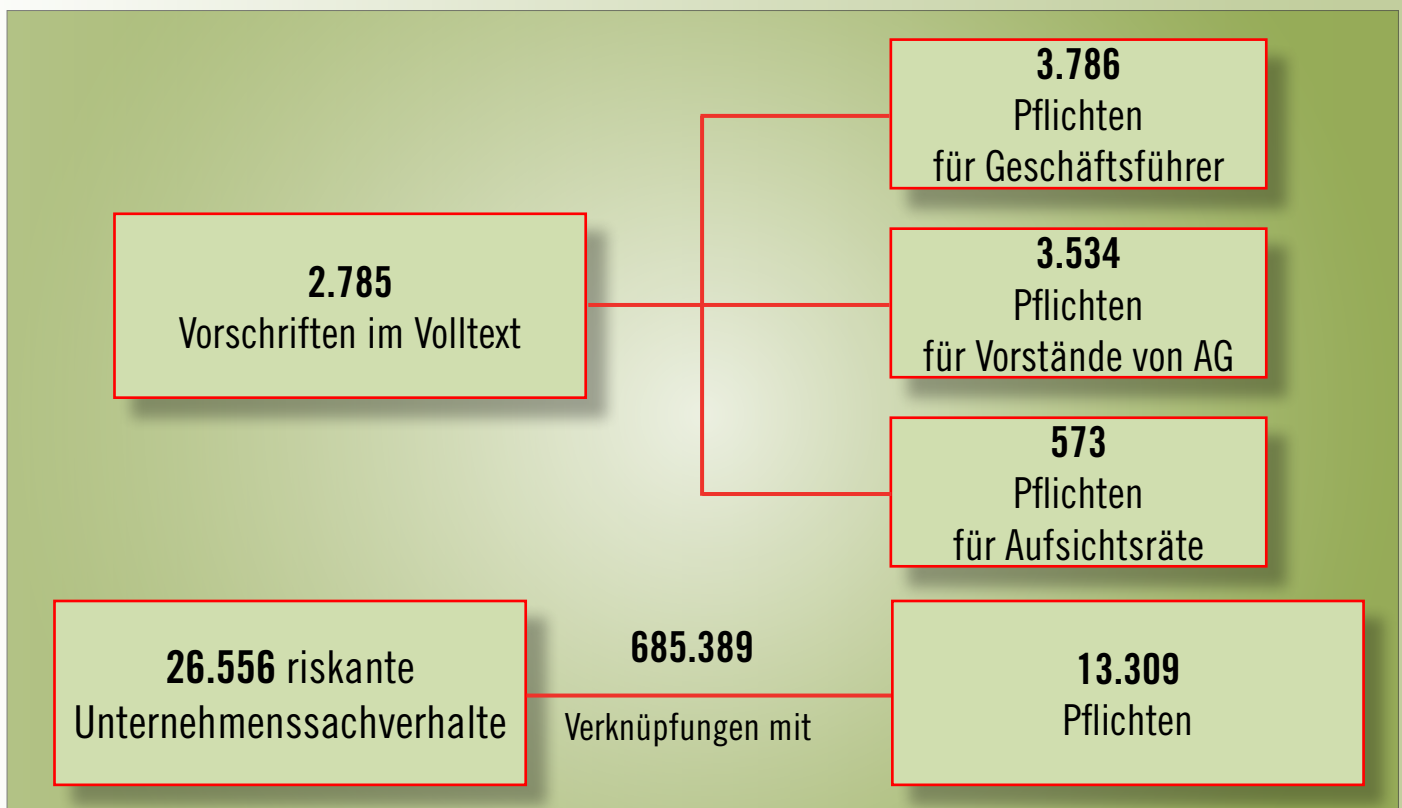 3.786
Pflichten
für Geschäftsführer
2.785
Vorschriften im Volltext
3.534
Pflichten
für Vorstände von AG
573
Pflichten
für Aufsichtsräte
26.556 riskante
Unternehmenssachverhalte
685.389
Verknüpfungen mit
13.309
Pflichten